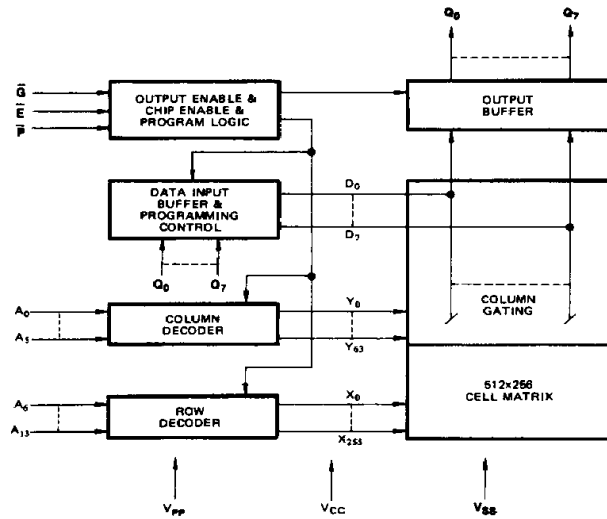 Q0 Q7
G̅
E̅
P̅
OUTPUT ENABLE &
CHIP ENABLE &
PROGRAM LOGIC
OUTPUT
BUFFER
DATA INPUT
BUFFER &
PROGRAMMING
CONTROL
D0
D7
Q0 Q7
A0
A5
COLUMN
DECODER
Y0
Y63
COLUMN
GATING
A6
A13
ROW
DECODER
X0
X255
512x256
CELL MATRIX
VPP
VCC
VSS